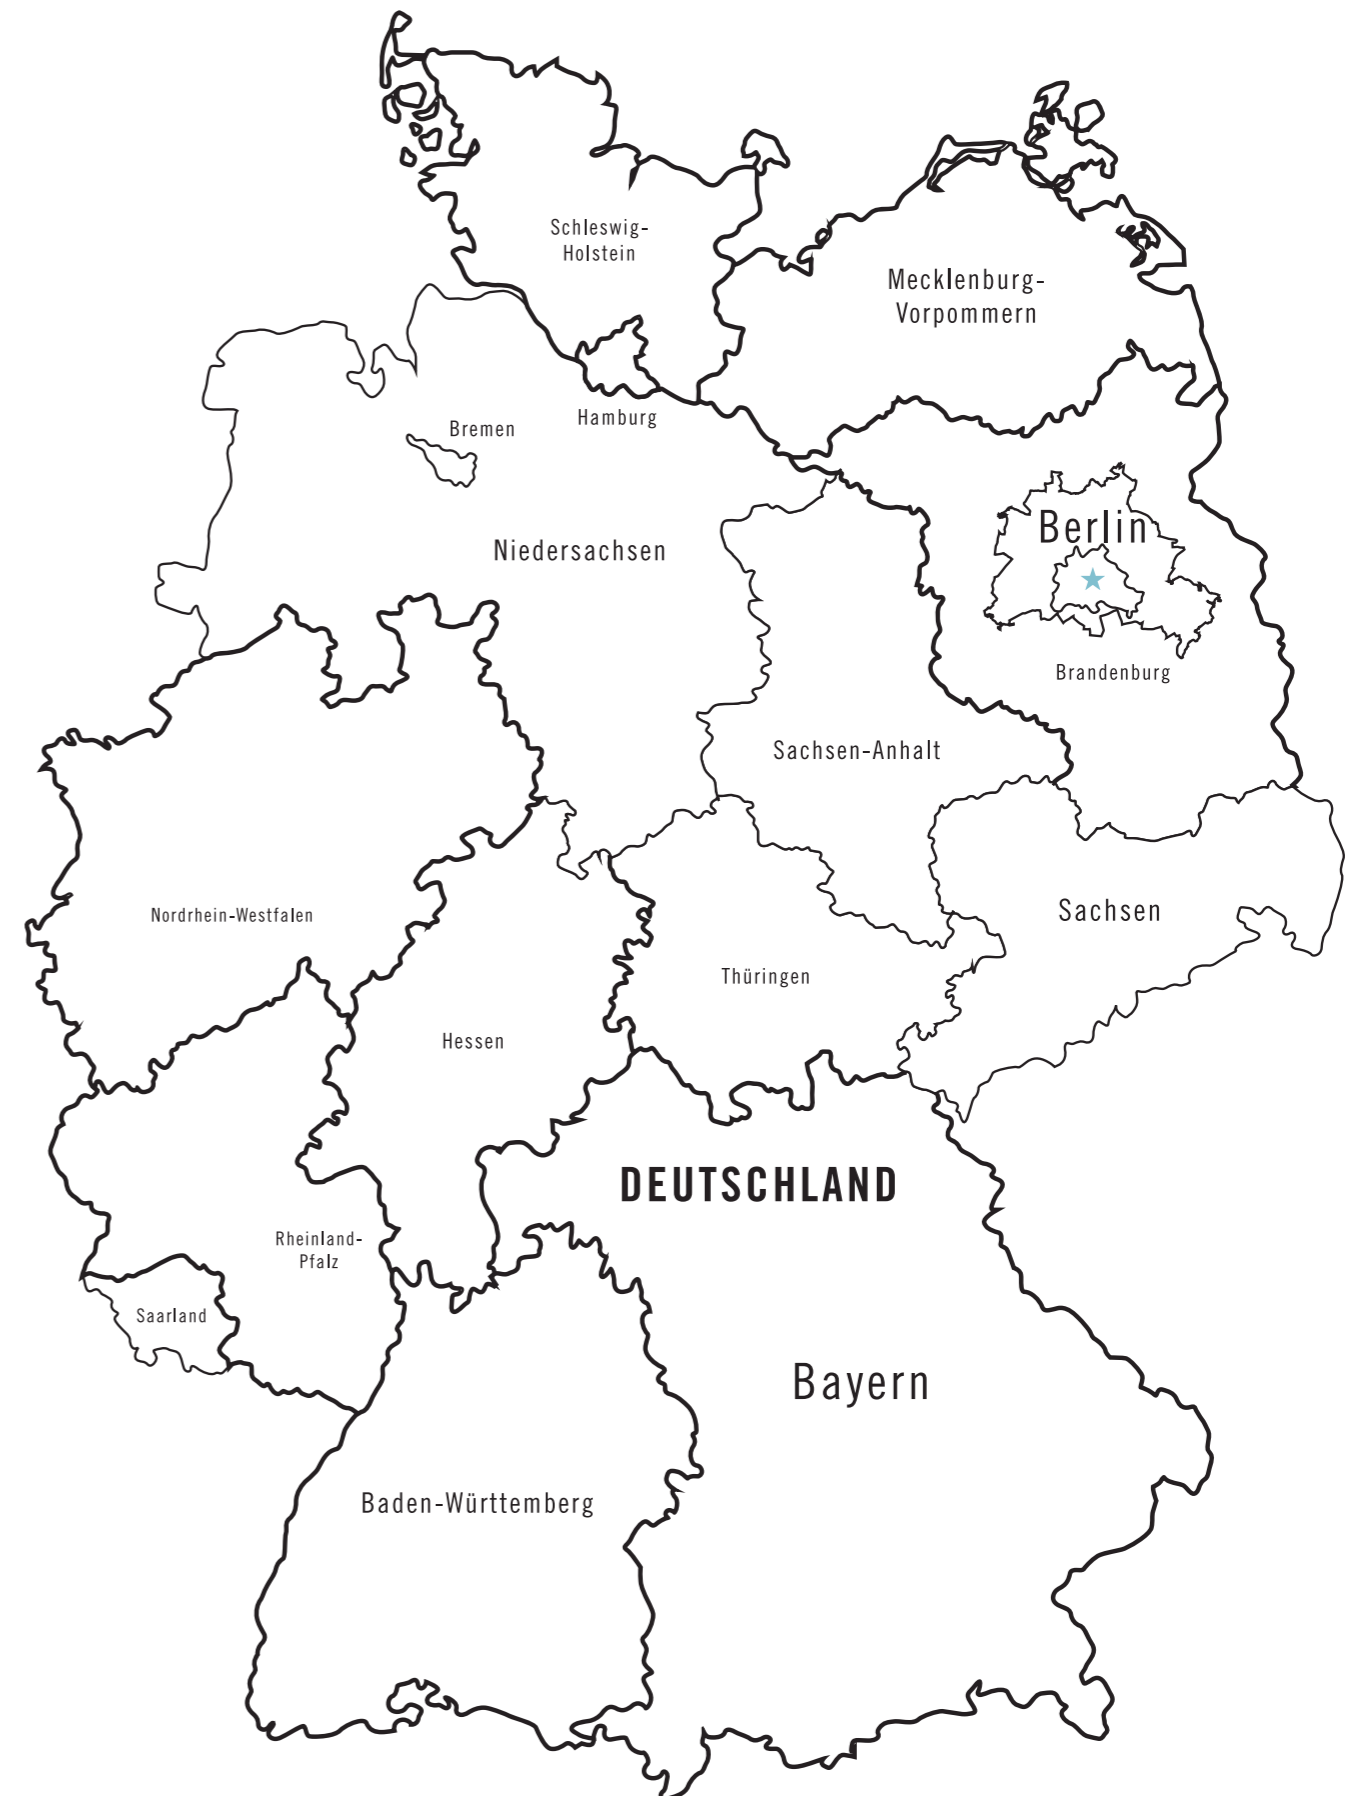 Schleswig-
Holstein
Mecklenburg-
Vorpommern
Hamburg
Bremen
Berlin
Niedersachsen
Brandenburg
Sachsen-Anhalt
Nordrhein-Westfalen
Sachsen
Thüringen
Hessen
DEUTSCHLAND
Rheinland-
Pfalz
Saarland
Bayern
Baden-Württemberg